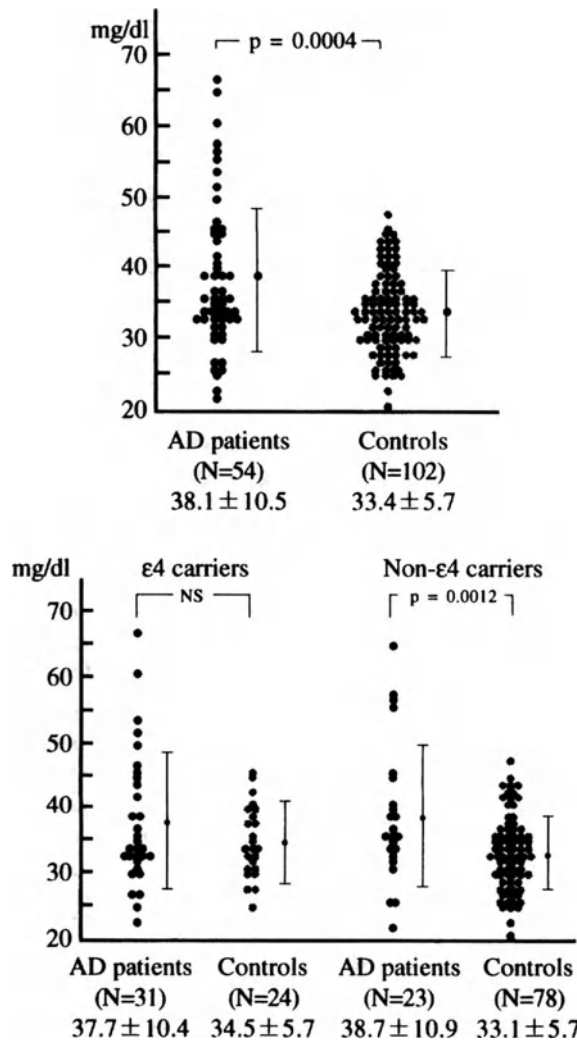 mg/dl
p = 0.0004
70
60
50
40
30
20
AD patients Controls
(N=54) (N=102)
38.1 ± 10.5 33.4 ± 5.7
mg/dl ε4 carriers Non-ε4 carriers
NS p = 0.0012
70
60
50
40
30
20
AD patients Controls AD patients Controls
(N=31) (N=24) (N=23) (N=78)
37.7 ± 10.4 34.5 ± 5.7 38.7 ± 10.9 33.1 ± 5.7